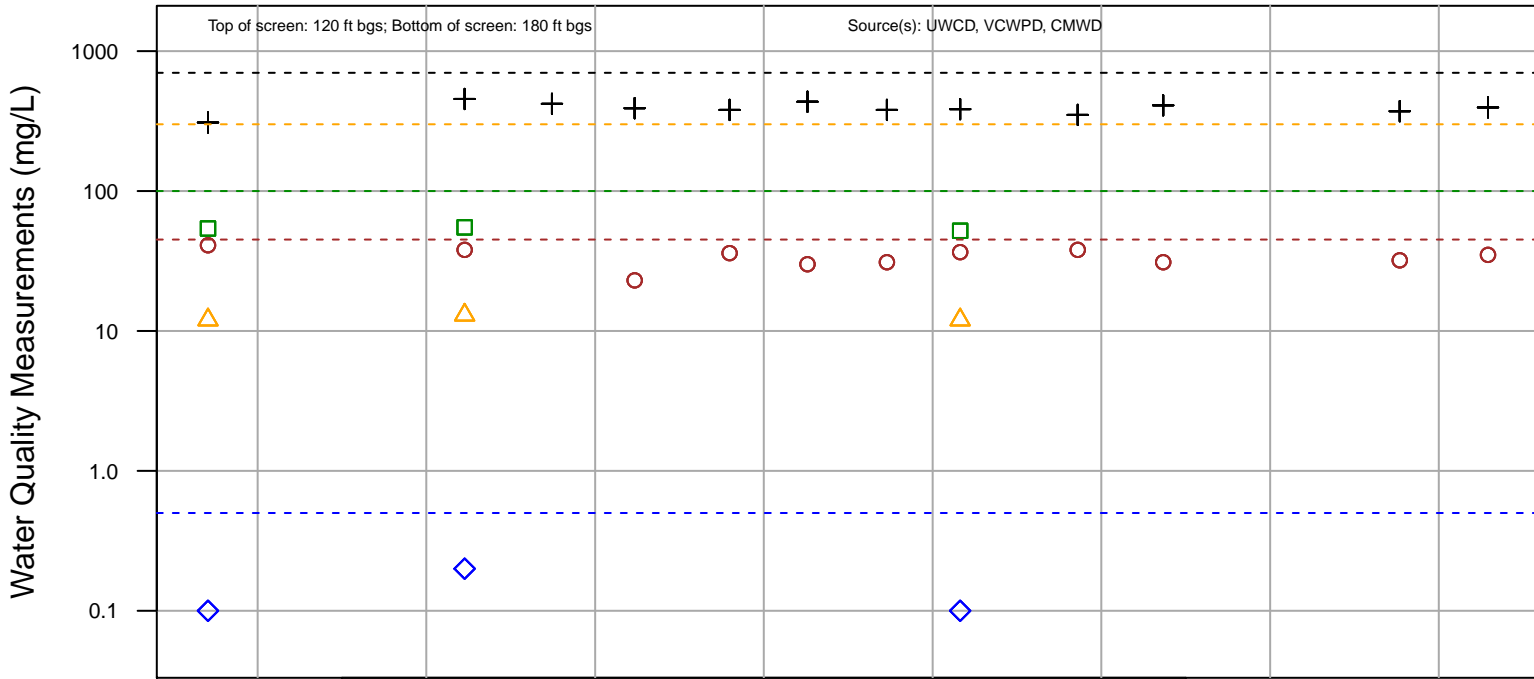 Top of screen: 120 ft bgs; Bottom of screen: 180 ft bgs
Source(s): UWCD, VCWPD, CMWD
Water Quality Measurements (mg/L)
1000
100
10
1.0
0.1